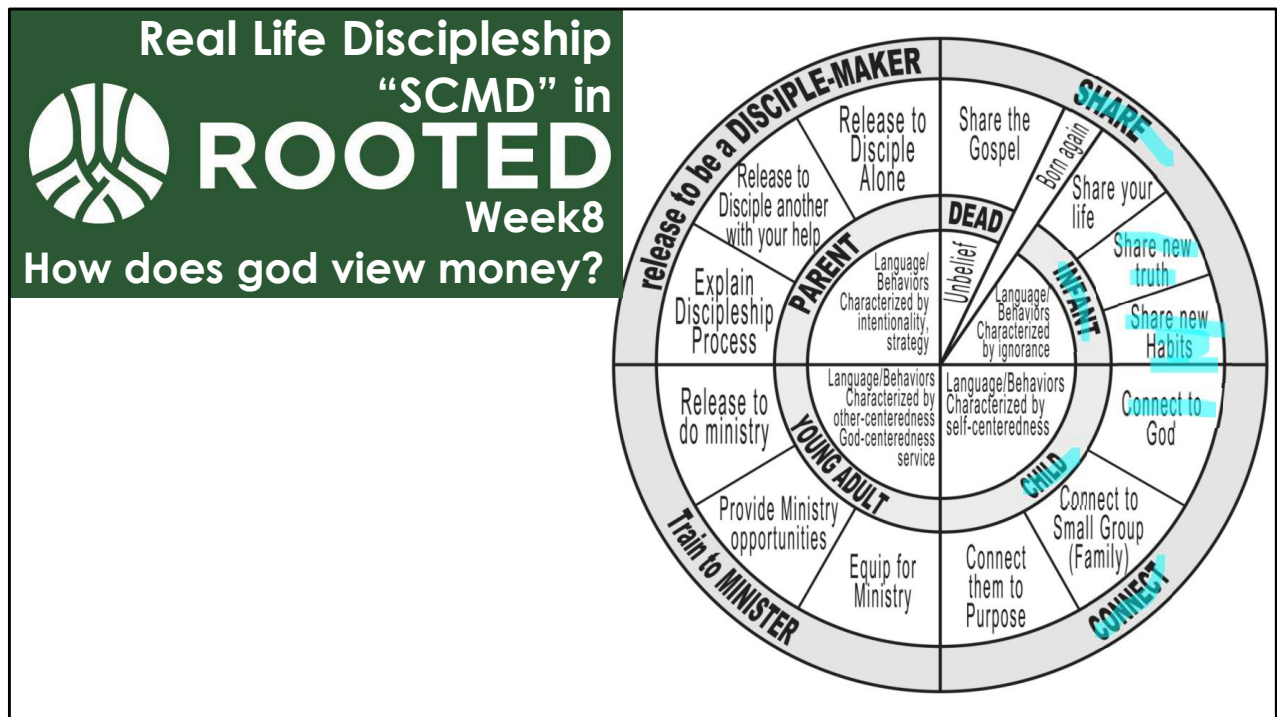 Real Life Discipleship
“SCMD” in
ROOTED
Week8
How does god view money?
release to be a DISCIPLE-MAKER
SHARE
CONNECT
Train to MINISTER
Share the
Gospel
Born again
Share your
life
Share new
truth
Share new
Habits
Connect to
God
Connect to
Small Group
(Family)
Connect
them to
Purpose
Equip for
Ministry
Provide Ministry
opportunities
Release to
do ministry
Explain
Discipleship
Process
Release to
Disciple another
with your help
Release to
Disciple
Alone
DEAD
INFANT
CHILD
YOUNG ADULT
PARENT
Unbelief
Language/
Behaviors
Characterized
by ignorance
Language/Behaviors
Characterized by
self-centeredness
Language/Behaviors
Characterized by
other-centeredness
God-centeredness
service
Language/
Behaviors
Characterized by
intentionality,
strategy